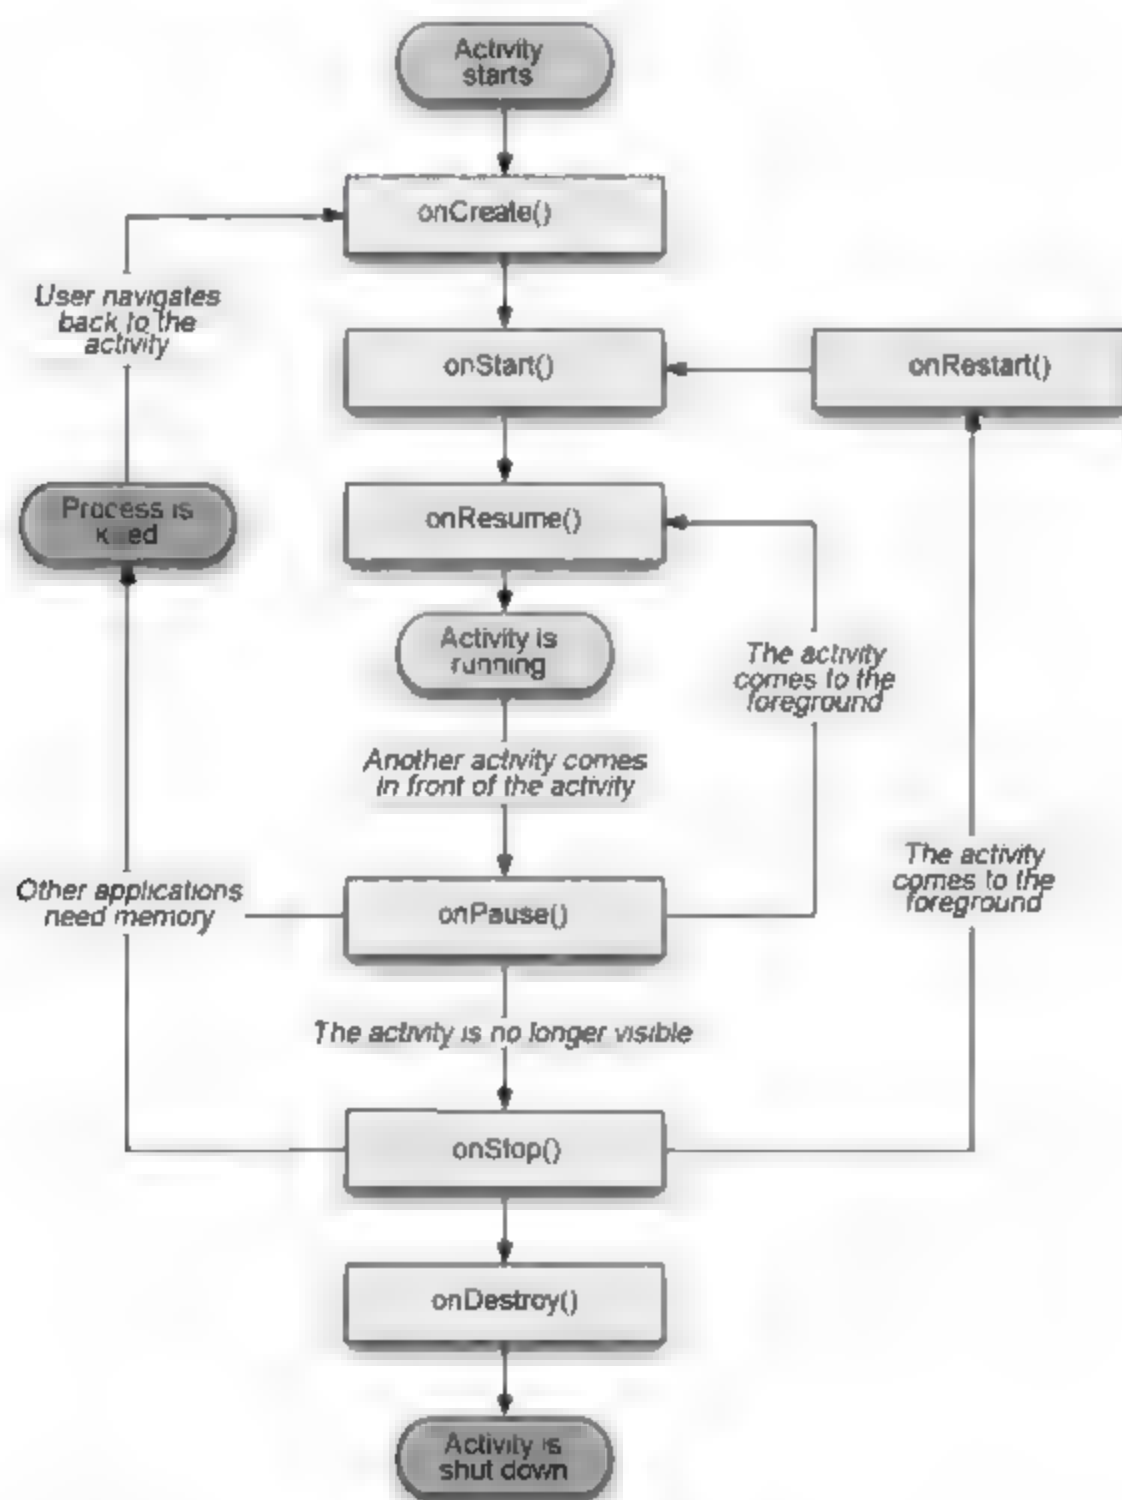 Activity
starts
onCreate()
User navigates
back to the
activity
onStart()
onRestart()
Process is
killed
onResume()
Activity is
running
The activity
comes to the
foreground
Another activity comes
in front of the activity
The activity
comes to the
foreground
Other applications
need memory
onPause()
The activity is no longer visible
onStop()
onDestroy()
Activity is
shut down